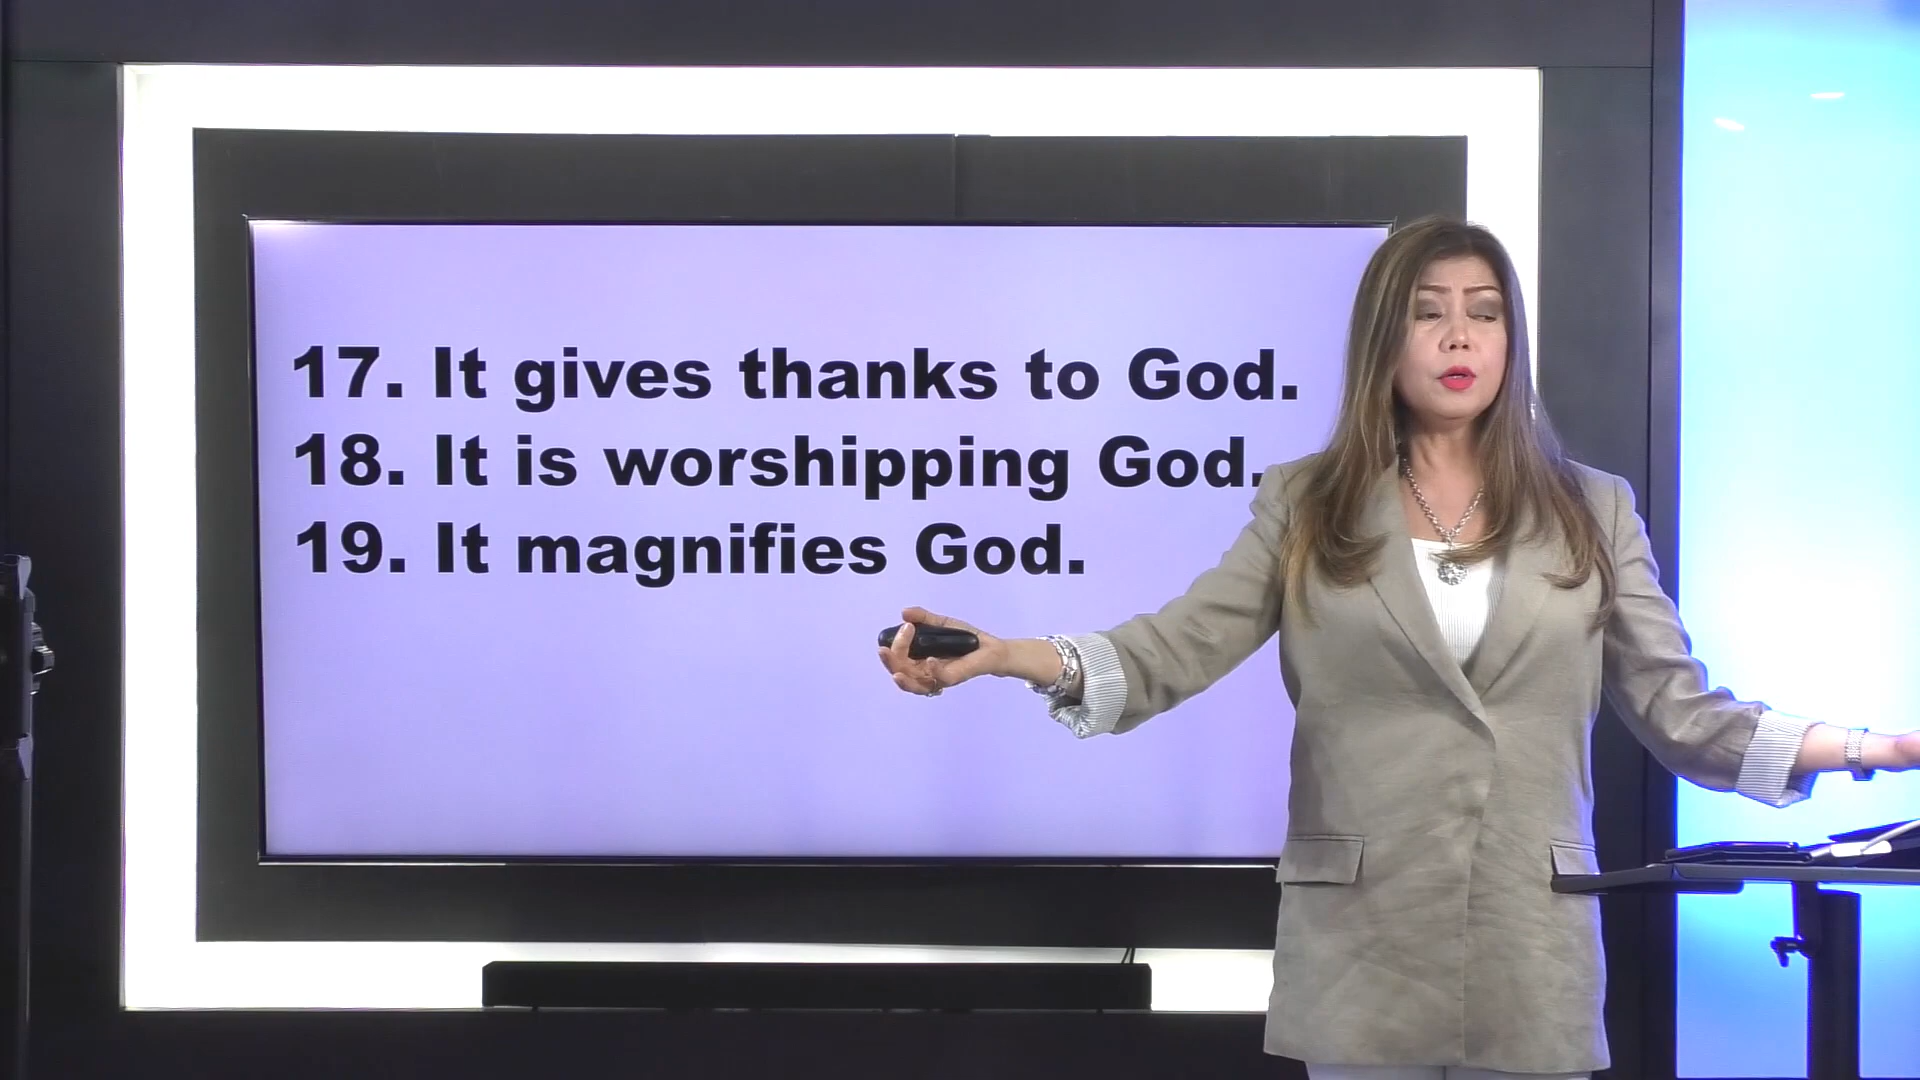 17. It gives thanks to God.
18. It is worshipping God.
19. It magnifies God.